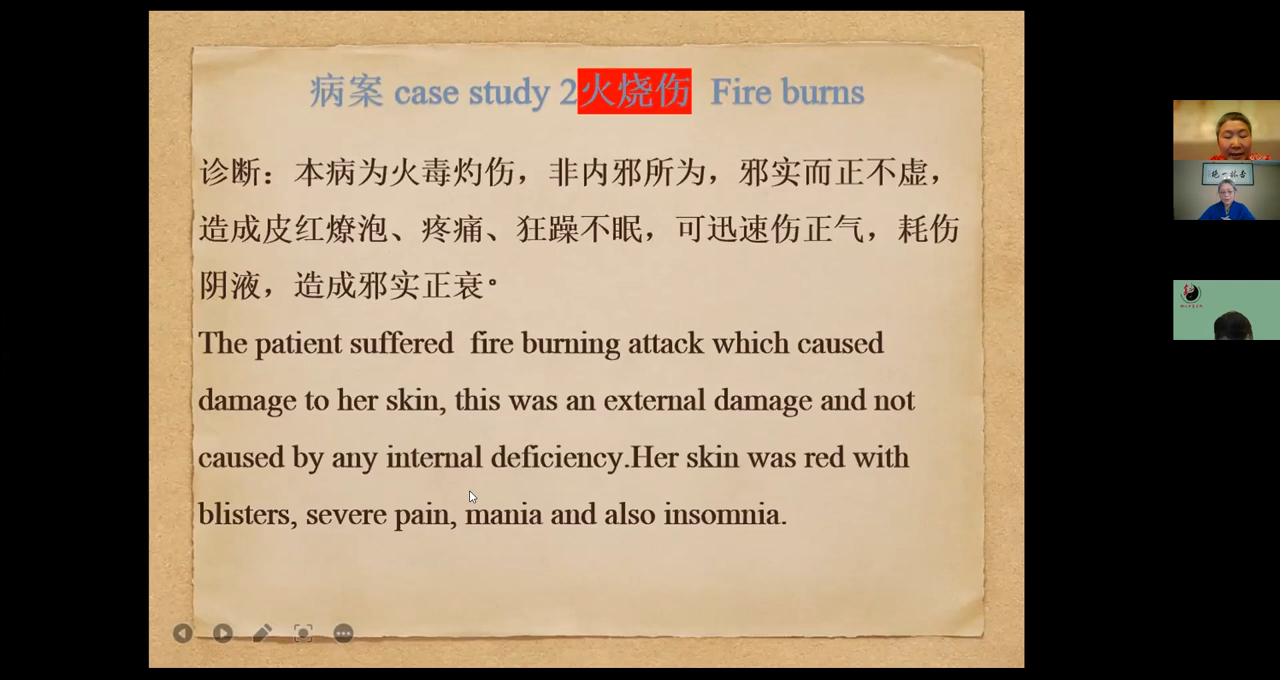 病案 case study 2火烧伤 Fire burns
诊断：本病为火毒灼伤，非内邪所为，邪实而正不虚，
造成皮红燎泡、疼痛、狂躁不眠，可迅速伤正气，耗伤
阴液，造成邪实正衰。
The patient suffered fire burning attack which caused
damage to her skin, this was an external damage and not
caused by any internal deficiency.Her skin was red with
blisters, severe pain, mania and also insomnia.